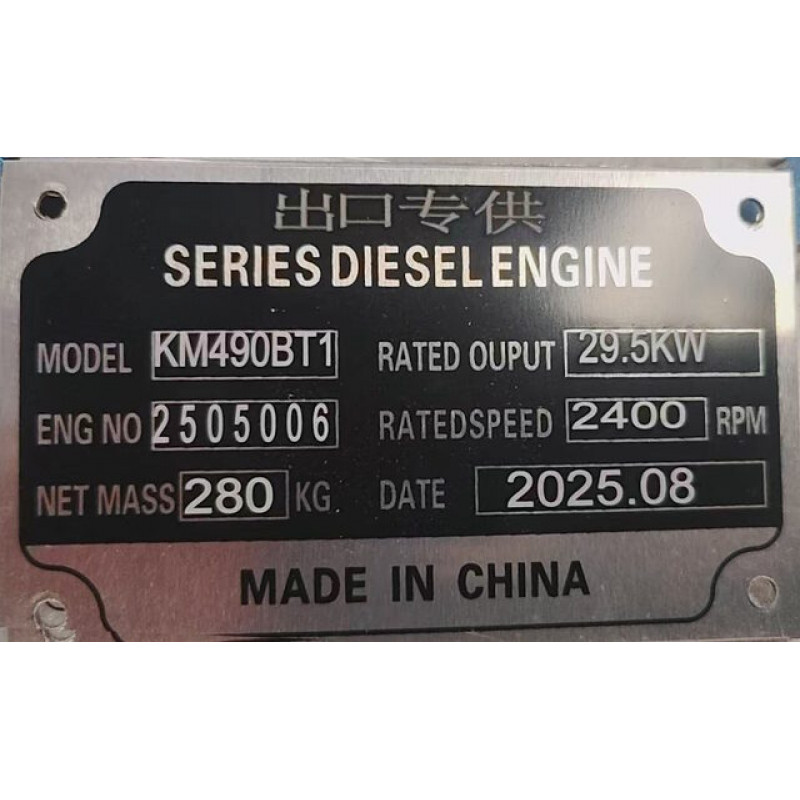 出口专供
SERIES DIESEL ENGINE
MODEL KM490BT1 RATED OUPUT 29.5KW
ENG NO 2505006 RATEDSPEED 2400 RPM
NET MASS 280 KG DATE 2025.08
MADE IN CHINA